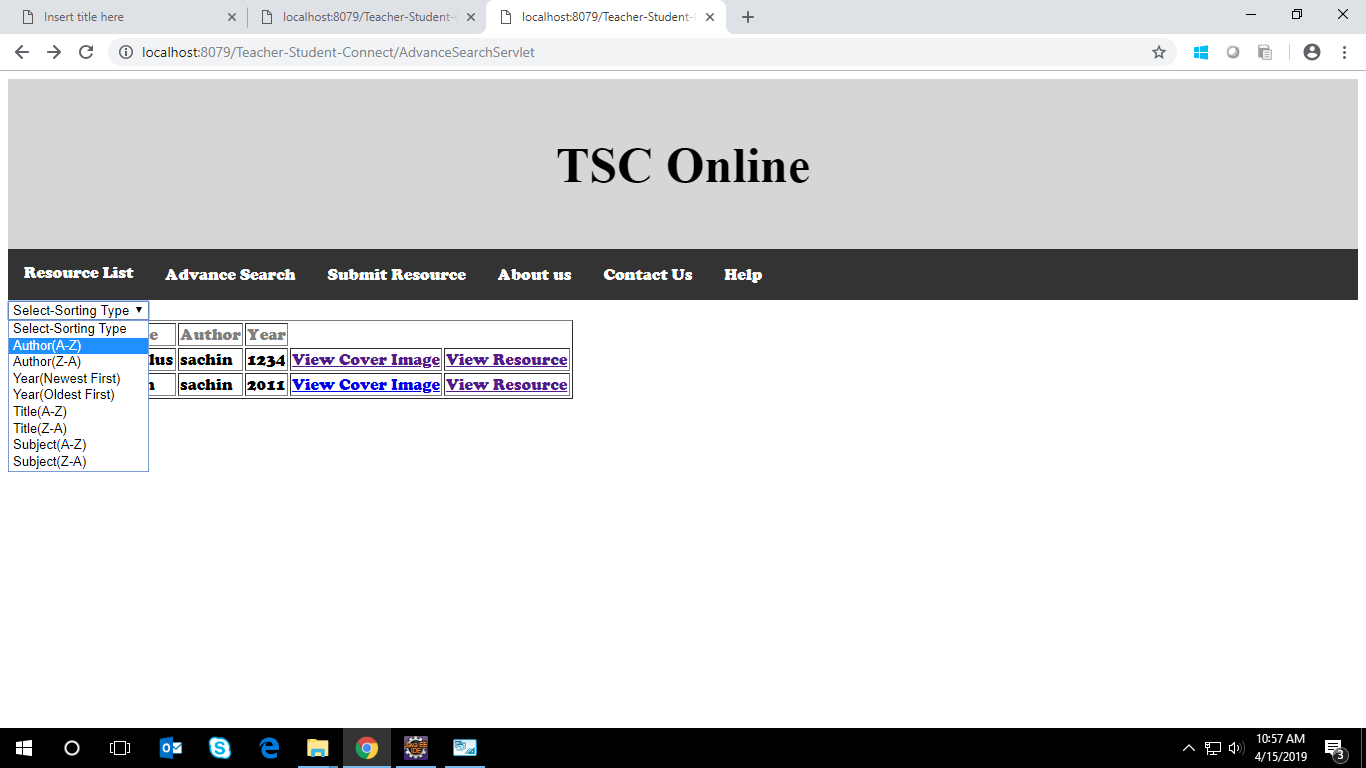 Insert title here
localhost:8079/Teacher-Student-C
localhost:8079/Teacher-Student-C
localhost:8079/Teacher-Student-Connect/AdvanceSearchServlet
TSC Online
Resource List Advance Search Submit Resource About us Contact Us Help
Select-Sorting Type
Select-Sorting Type
Author(A-Z)
Author(Z-A)
Year(Newest First)
Year(Oldest First)
Title(A-Z)
Title(Z-A)
Subject(A-Z)
Subject(Z-A)
e Author Year
lus sachin 1234 View Cover Image View Resource
sachin 2011 View Cover Image View Resource
10:57 AM
4/15/2019
3